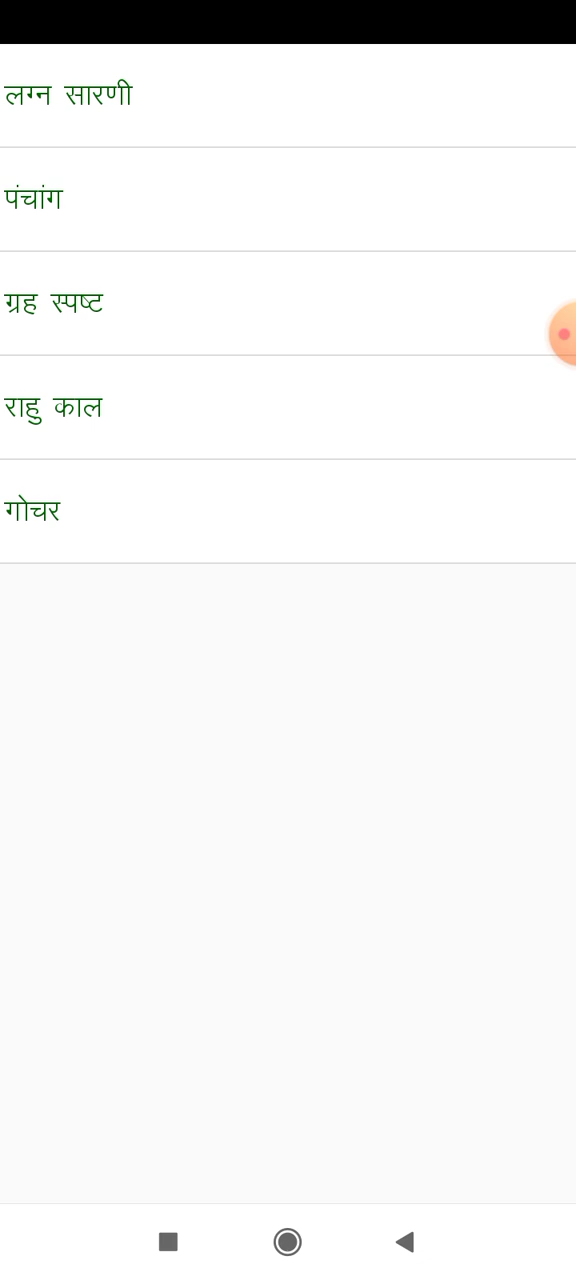 लग्न सारणी
पंचांग
ग्रह स्पष्ट
राहु काल
गोचर